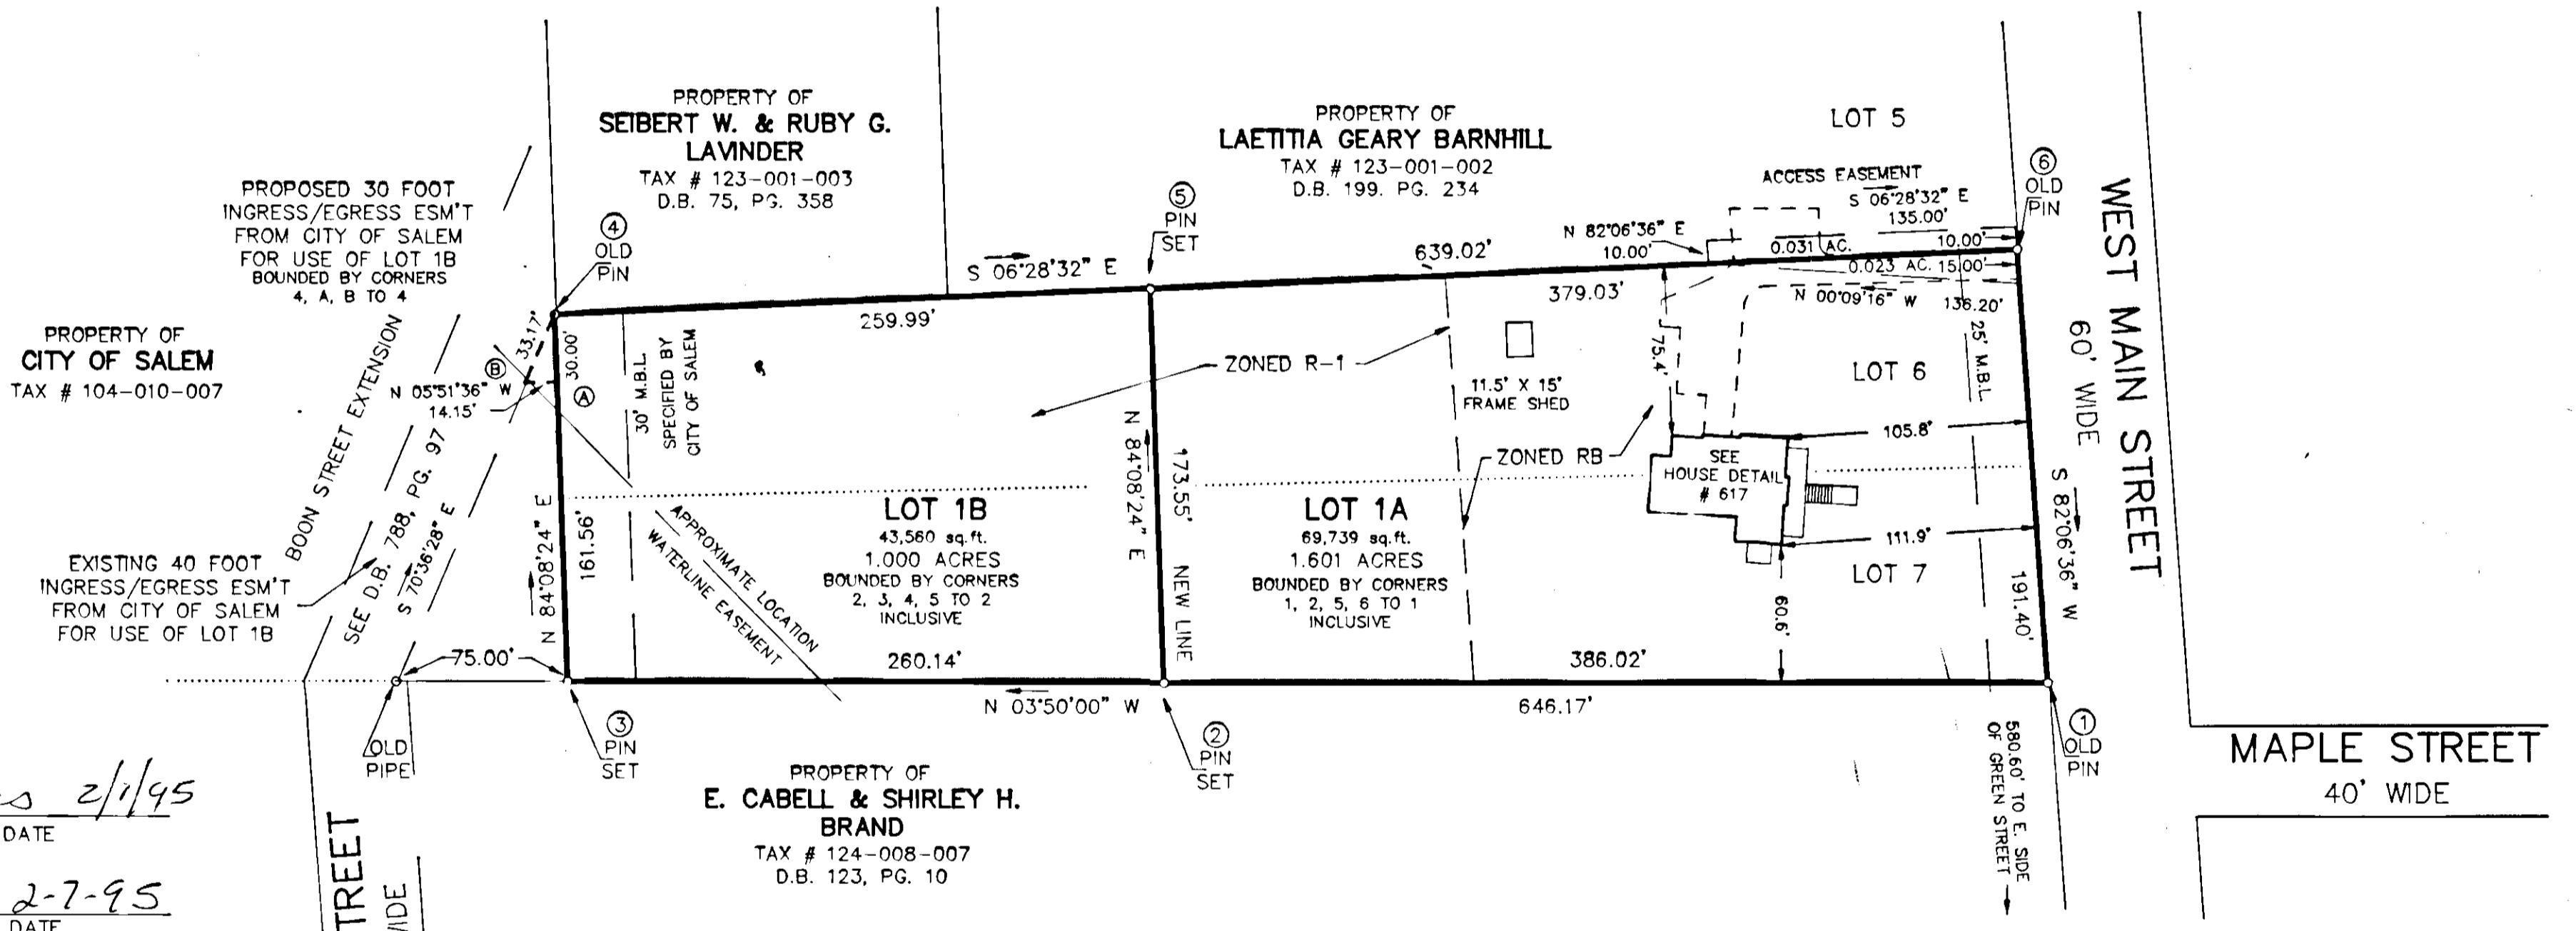 PROPERTY OF
SEIBERT W. & RUBY G.
LAVINDER
TAX # 123-001-003
D.B. 75, PG. 358
PROPERTY OF
LAETITIA GEARY BARNHILL
TAX # 123-001-002
D.B. 199. PG. 234
LOT 5
ACCESS EASEMENT
S 06°28'32" E
135.00'
6
OLD
PIN
N 82°06'36" E
10.00'
0.031 AC.
10.00'
0.023 AC.
15.00'
N 00°09'16" W
136.20'
PROPOSED 30 FOOT
INGRESS/EGRESS ESM'T
FROM CITY OF SALEM
FOR USE OF LOT 1B
BOUNDED BY CORNERS
4, A, B TO 4
4
OLD
PIN
5
PIN
SET
S 06°28'32" E
639.02'
259.99'
379.03'
PROPERTY OF
CITY OF SALEM
TAX # 104-010-007
BOON STREET EXTENSION
SEE D.B. 788, PG. 97
S 70°36'28" E
33.17'
B
N 05°51'36" W
14.15'
30.00'
A
30' M.B.L.
SPECIFIED BY
CITY OF SALEM
ZONED R-1
11.5' X 15'
FRAME SHED
75.4'
25' M.B.L.
LOT 6
105.8'
WEST MAIN STREET
60' WIDE
S 82°06'36" W
191.40'
ZONED RB
SEE
HOUSE DETAIL
# 617
111.9'
LOT 7
60.6'
EXISTING 40 FOOT
INGRESS/EGRESS ESM'T
FROM CITY OF SALEM
FOR USE OF LOT 1B
N 84°08'24" E
161.56'
LOT 1B
43,560 sq.ft.
1.000 ACRES
BOUNDED BY CORNERS
2, 3, 4, 5 TO 2
INCLUSIVE
APPROXIMATE LOCATION
WATERLINE EASEMENT
N 84°08'24" E
173.55'
NEW LINE
LOT 1A
69,739 sq.ft.
1.601 ACRES
BOUNDED BY CORNERS
1, 2, 5, 6 TO 1
INCLUSIVE
75.00'
260.14'
386.02'
N 03°50'00" W
646.17'
OLD
PIPE
3
PIN
SET
2
PIN
SET
1
OLD
PIN
580.60' TO E. SIDE
OF GREEN STREET
MAPLE STREET
40' WIDE
PROPERTY OF
E. CABELL & SHIRLEY H.
BRAND
TAX # 124-008-007
D.B. 123, PG. 10
2/1/95
DATE
2-7-95
DATE
TREET
WIDE